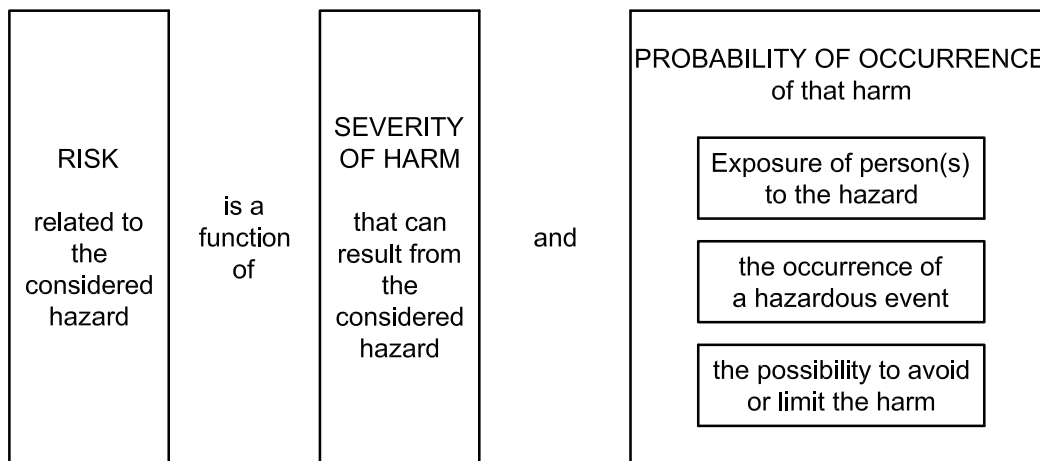 RISK
related to
the
considered
hazard
is a
function
of
SEVERITY
OF HARM
that can
result from
the
considered
hazard
and
PROBABILITY OF OCCURRENCE
of that harm
Exposure of person(s)
to the hazard
the occurrence of
a hazardous event
the possibility to avoid
or limit the harm